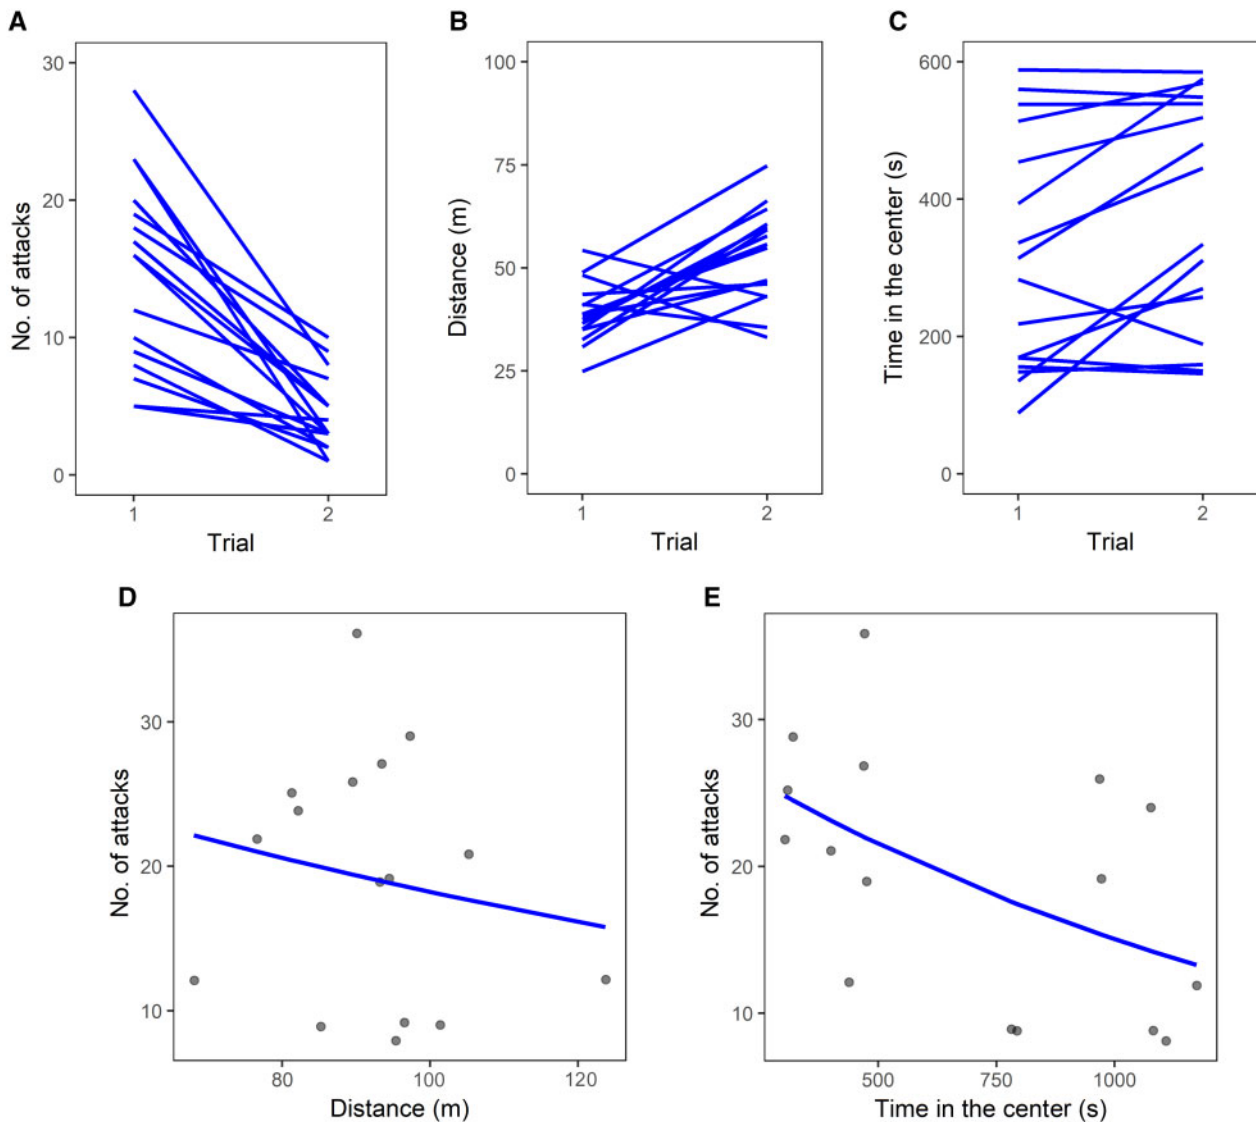 A
No. of attacks
30
20
10
0
1 2
Trial
B
Distance (m)
100
75
50
25
0
1 2
Trial
C
Time in the center (s)
600
400
200
0
1 2
Trial
D
No. of attacks
30
20
10
80 100 120
Distance (m)
E
No. of attacks
30
20
10
500 750 1000
Time in the center (s)